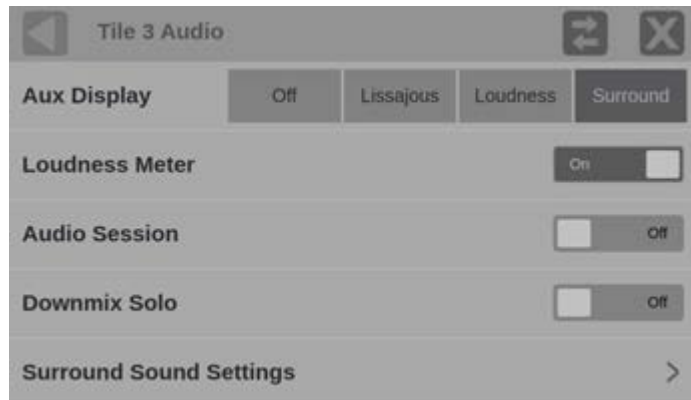 Tile 3 Audio
Aux Display Off Lissajous Loudness Surround
Loudness Meter On
Audio Session Off
Downmix Solo Off
Surround Sound Settings